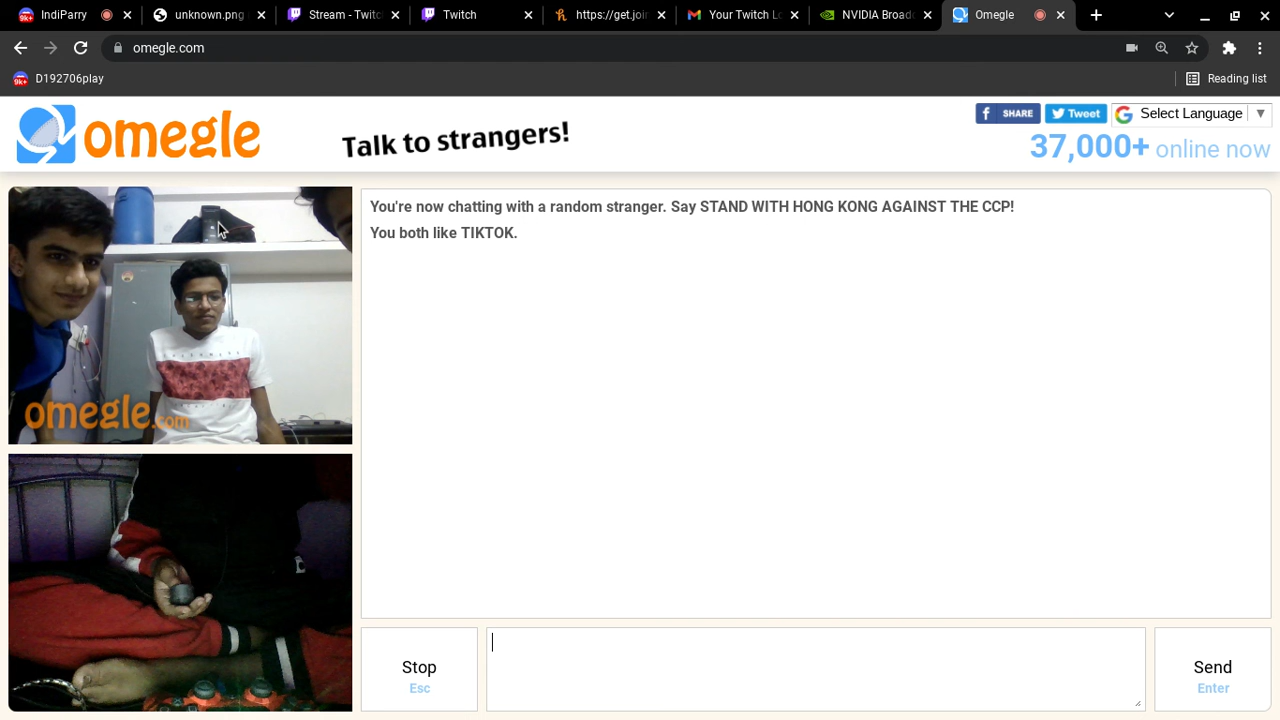 IndiParry
unknown.png
Stream - Twitc
Twitch
https://get.join
Your Twitch Lo
NVIDIA Broad
Omegle
omegle.com
9k+ D192706play
Reading list
omegle
Talk to strangers!
f SHARE
Tweet
Select Language ▼
37,000+ online now
omegle.com
You're now chatting with a random stranger. Say STAND WITH HONG KONG AGAINST THE CCP!
You both like TIKTOK.
Stop
Esc
Send
Enter